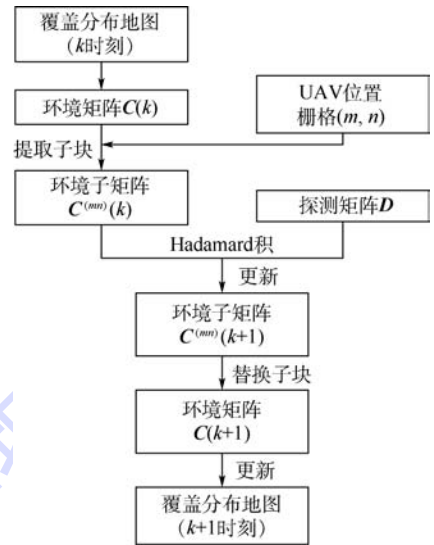 覆盖分布地图
(k时刻)
环境矩阵C(k)
UAV位置
栅格(m, n)
提取子块
环境子矩阵
C^(mn)(k)
探测矩阵D
Hadamard积
更新
环境子矩阵
C^(mn)(k+1)
替换子块
环境矩阵
C(k+1)
更新
覆盖分布地图
(k+1时刻)